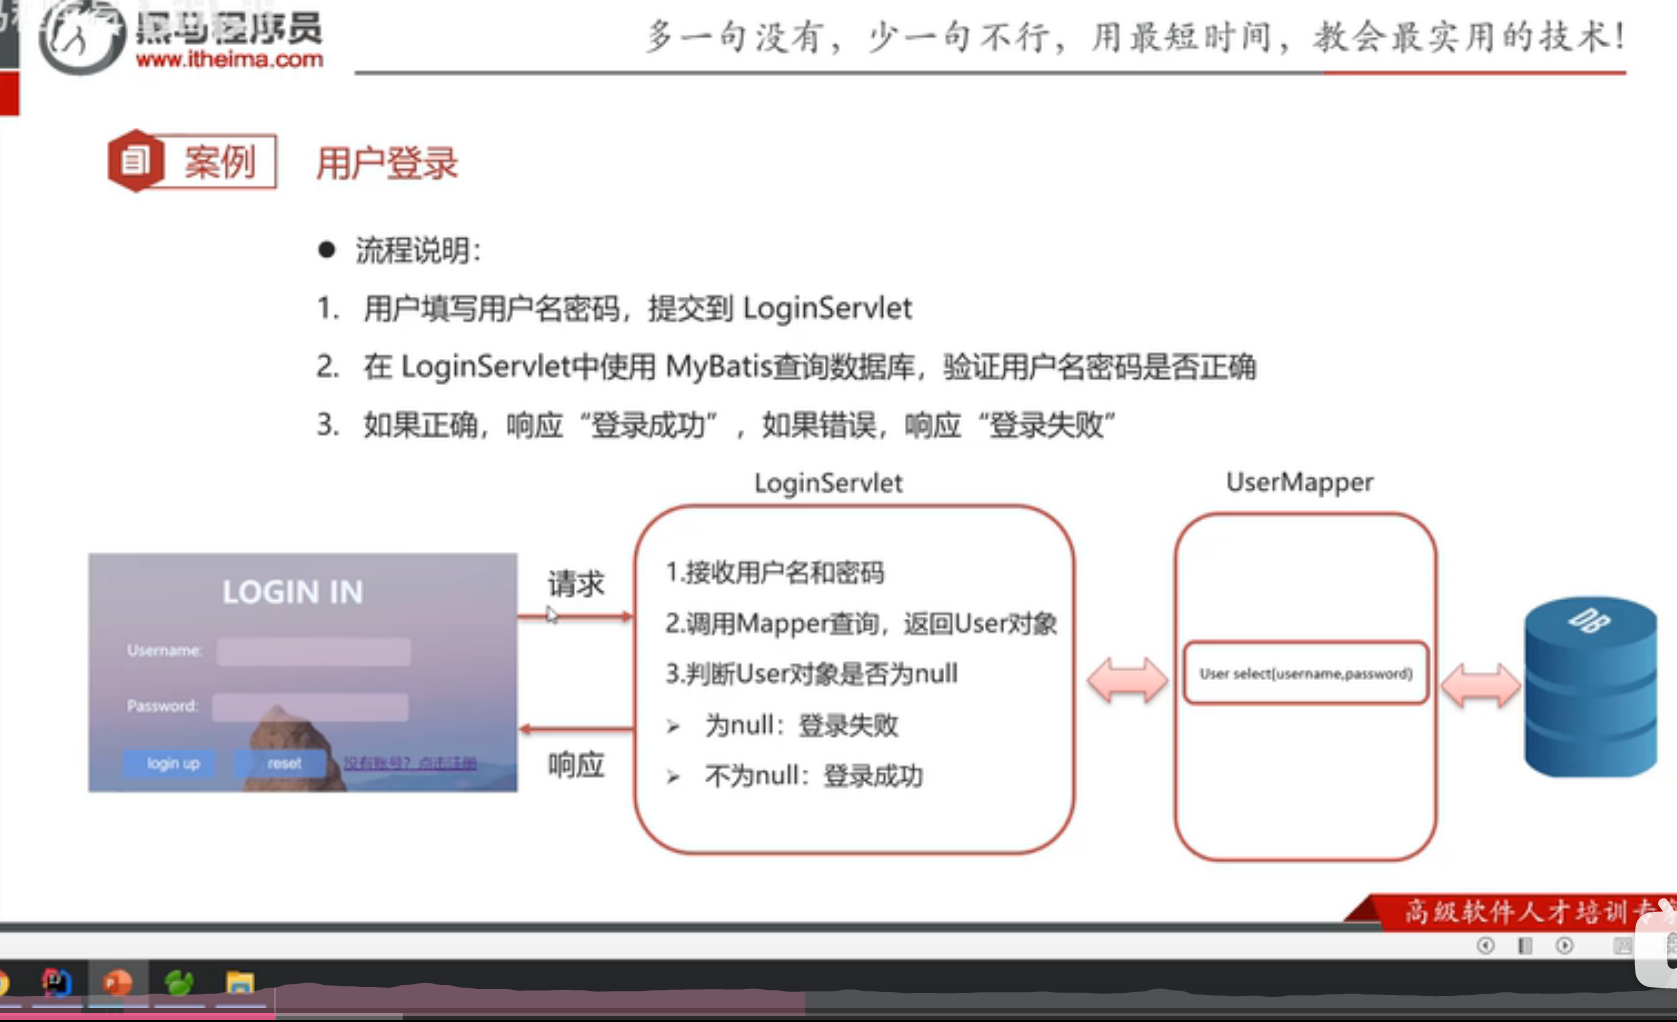 黑马程序员
www.itheima.com
多一句没有，少一句不行，用最短时间，教会最实用的技术！
案例
用户登录
● 流程说明：
1. 用户填写用户名密码，提交到 LoginServlet
2. 在 LoginServlet中使用 MyBatis查询数据库，验证用户名密码是否正确
3. 如果正确，响应“登录成功”，如果错误，响应“登录失败”
LOGIN IN
Username:
Password:
login up
reset
没有账号？点击注册
请求
响应
LoginServlet
1.接收用户名和密码
2.调用Mapper查询，返回User对象
3.判断User对象是否为null
➢ 为null：登录失败
➢ 不为null：登录成功
UserMapper
User select(username,password)
DB
高级软件人才培训专